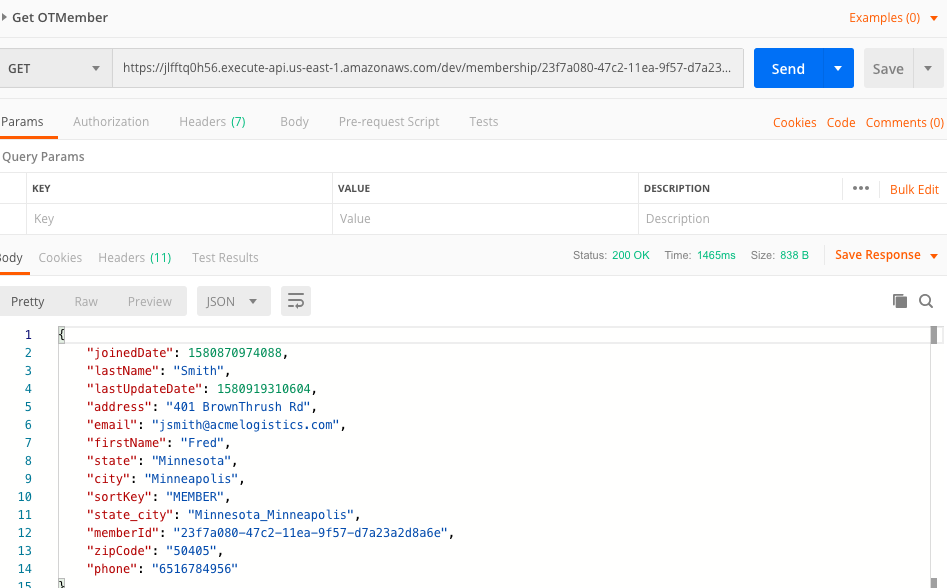 Get OTMember
Examples (0)
GET
https://jlfftq0h56.execute-api.us-east-1.amazonaws.com/dev/membership/23f7a080-47c2-11ea-9f57-d7a23...
Send
Save
Params Authorization Headers (7) Body Pre-request Script Tests
Cookies Code Comments (0)
Query Params
KEY VALUE DESCRIPTION ••• Bulk Edit
Key Value Description
Body Cookies Headers (11) Test Results
Status: 200 OK Time: 1465ms Size: 838 B Save Response
Pretty Raw Preview JSON
1 {
2 "joinedDate": 1580870974088,
3 "lastName": "Smith",
4 "lastUpdateDate": 1580919310604,
5 "address": "401 BrownThrush Rd",
6 "email": "jsmith@acmelogistics.com",
7 "firstName": "Fred",
8 "state": "Minnesota",
9 "city": "Minneapolis",
10 "sortKey": "MEMBER",
11 "state_city": "Minnesota_Minneapolis",
12 "memberId": "23f7a080-47c2-11ea-9f57-d7a23a2d8a6e",
13 "zipCode": "50405",
14 "phone": "6516784956"
15 }